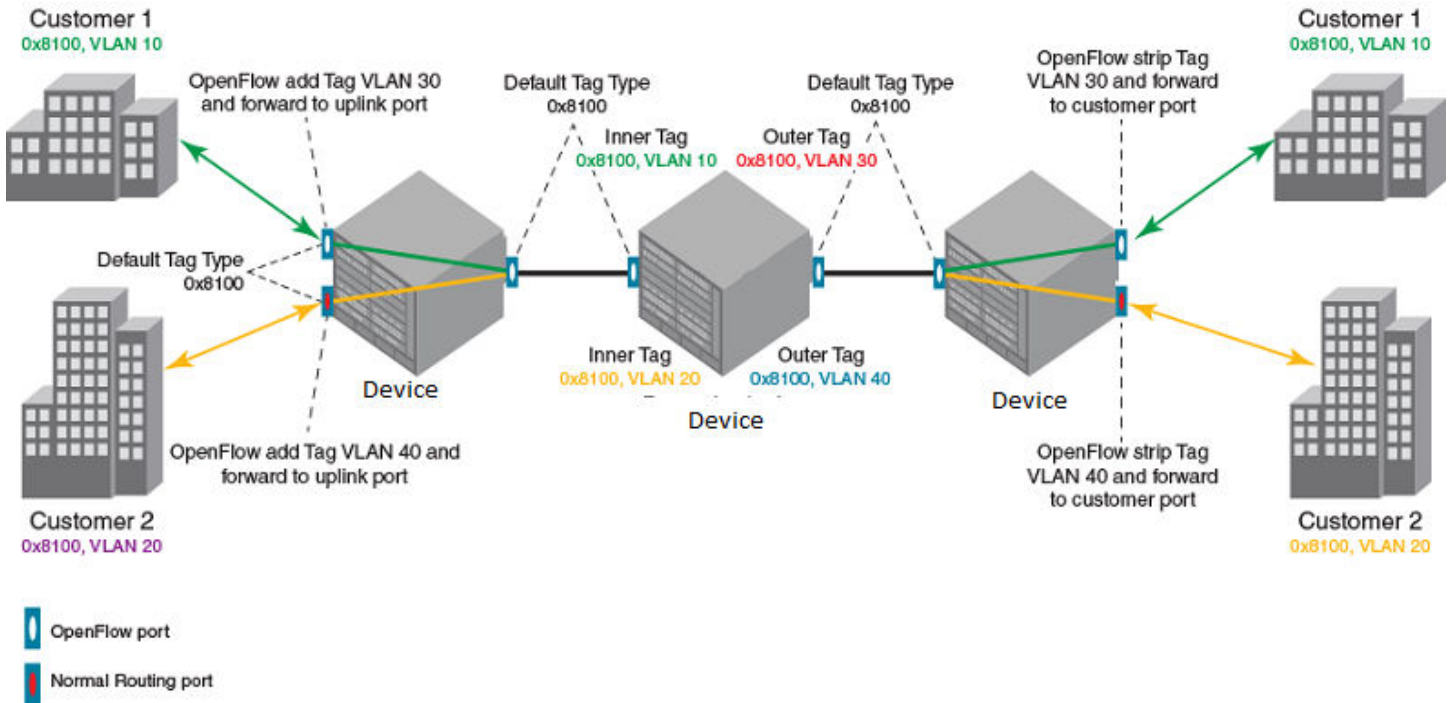 Customer 1
0x8100, VLAN 10
OpenFlow add Tag VLAN 30
and forward to uplink port
Default Tag Type
0x8100
Default Tag Type
0x8100
OpenFlow strip Tag
VLAN 30 and forward
to customer port
Customer 1
0x8100, VLAN 10
Inner Tag
0x8100, VLAN 10
Outer Tag
0x8100, VLAN 30
Default Tag Type
0x8100
Inner Tag
0x8100, VLAN 20
Outer Tag
0x8100, VLAN 40
Device
Device
Device
OpenFlow add Tag VLAN 40 and
forward to uplink port
OpenFlow strip Tag
VLAN 40 and forward
to customer port
Customer 2
0x8100, VLAN 20
Customer 2
0x8100, VLAN 20
OpenFlow port
Normal Routing port